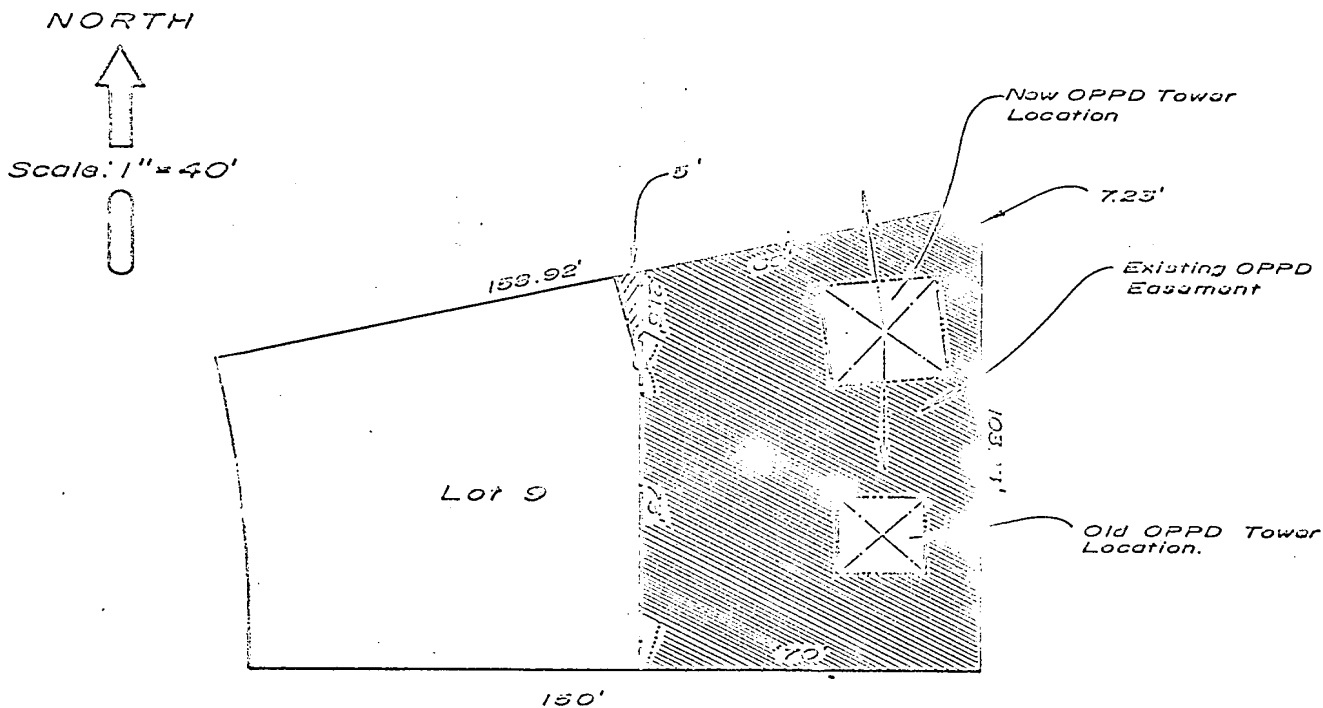 NORTH
Scale: 1" = 40'
New OPPD Tower
Location
5'
7.23'
158.92'
Existing OPPD
Easement
Lot 9
Old OPPD Tower
Location.
70'
150'